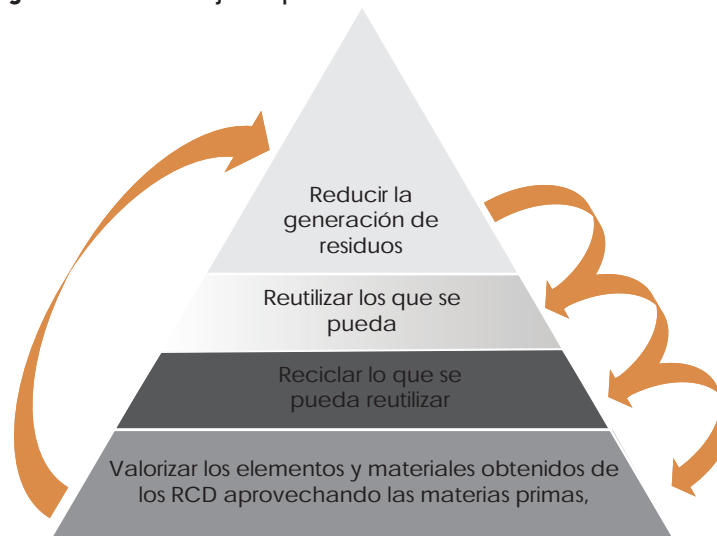 Reducir la
generación de
residuos
Reutilizar los que se
pueda
Reciclar lo que se
pueda reutilizar
Valorizar los elementos y materiales obtenidos de
los RCD aprovechando las materias primas,